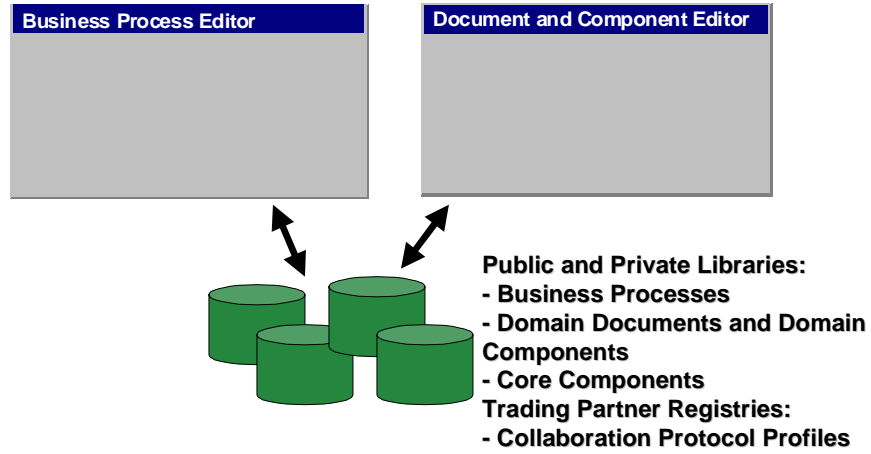 Business Process Editor
Document and Component Editor
Public and Private Libraries:
- Business Processes
- Domain Documents and Domain
Components
- Core Components
Trading Partner Registries:
- Collaboration Protocol Profiles